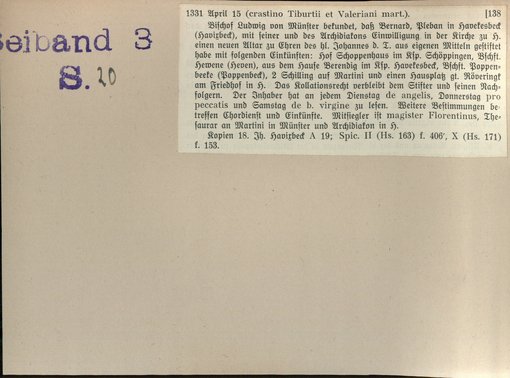 Beiband 3
S. 20
1331 April 15 (crastino Tiburtii et Valeriani mart.). [138
Bischof Ludwig von Münster bekundet, daß Bernard, Pleban in Havekesbeck
(Havixbeck), mit seiner und des Archidiakons Einwilligung in der Kirche zu H.
einen neuen Altar zu Ehren des hl. Johannes d. T. aus eigenen Mitteln gestiftet
habe mit folgenden Einkünften: Hof Schoppenhaus im Ksp. Schöppingen, Bschft.
Hewene (Heven), aus dem Hause Berendig im Ksp. Havekesbeck, Bschft. Poppen-
beke (Poppenbeck), 2 Schilling auf Martini und einen Hausplatz gt. Röveringk
am Friedhof in H. Das Kollationsrecht verbleibt dem Stifter und seinen Nach-
folgern. Der Inhaber hat an jedem Dienstag de angelis, Donnerstag pro
peccatis und Samstag de b. virgine zu lesen. Weitere Bestimmungen be-
treffen Chordienst und Einkünfte. Mitsiegler ist magister Florentinus, The-
saurar an Martini in Münster und Archidiakon in H.
Kopien 18. Jh. Havixbeck A 19; Spic. II (Hs. 163) f. 406', X (Hs. 171)
f. 153.